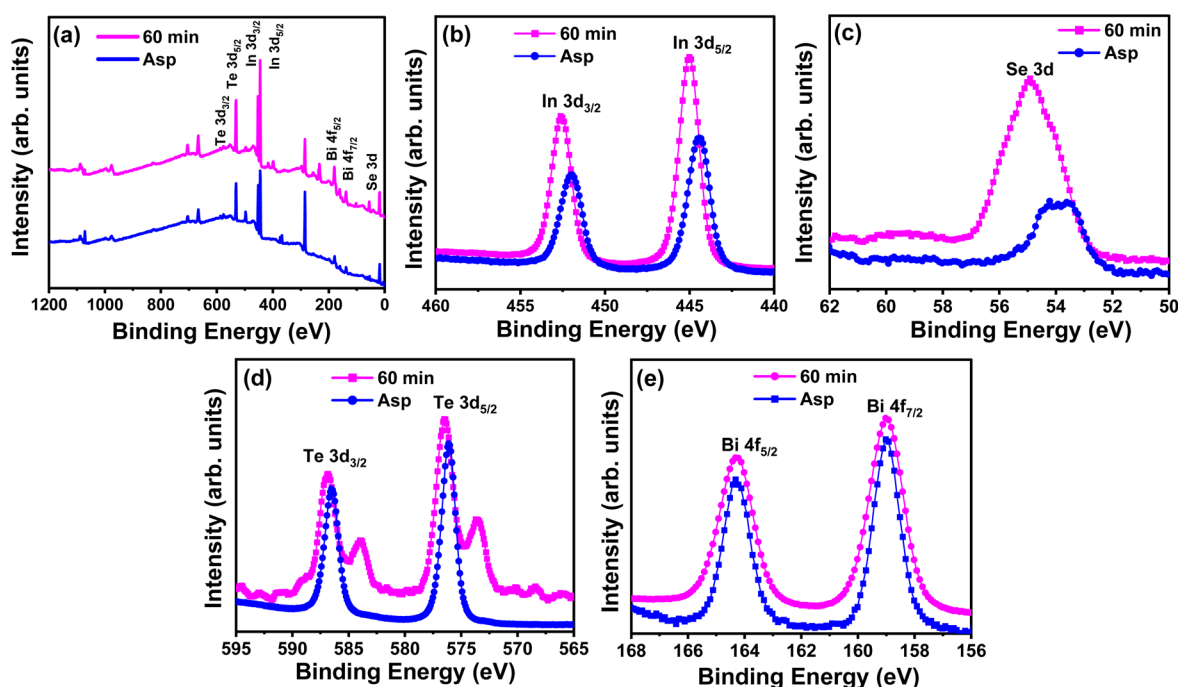 (a)
60 min
Asp
Te 3d3/2
Te 3d5/2
In 3d3/2
In 3d5/2
Bi 4f5/2
Bi 4f7/2
Se 3d
Intensity (arb. units)
1200 1000 800 600 400 200 0
Binding Energy (eV)
(b)
60 min
Asp
In 3d3/2
In 3d5/2
Intensity (arb. units)
460 455 450 445 440
Binding Energy (eV)
(c)
60 min
Asp
Se 3d
Intensity (arb. units)
62 60 58 56 54 52 50
Binding Energy (eV)
(d)
60 min
Asp
Te 3d3/2
Te 3d5/2
Intensity (arb. units)
595 590 585 580 575 570 565
Binding Energy (eV)
(e)
60 min
Asp
Bi 4f5/2
Bi 4f7/2
Intensity (arb. units)
168 166 164 162 160 158 156
Binding Energy (eV)